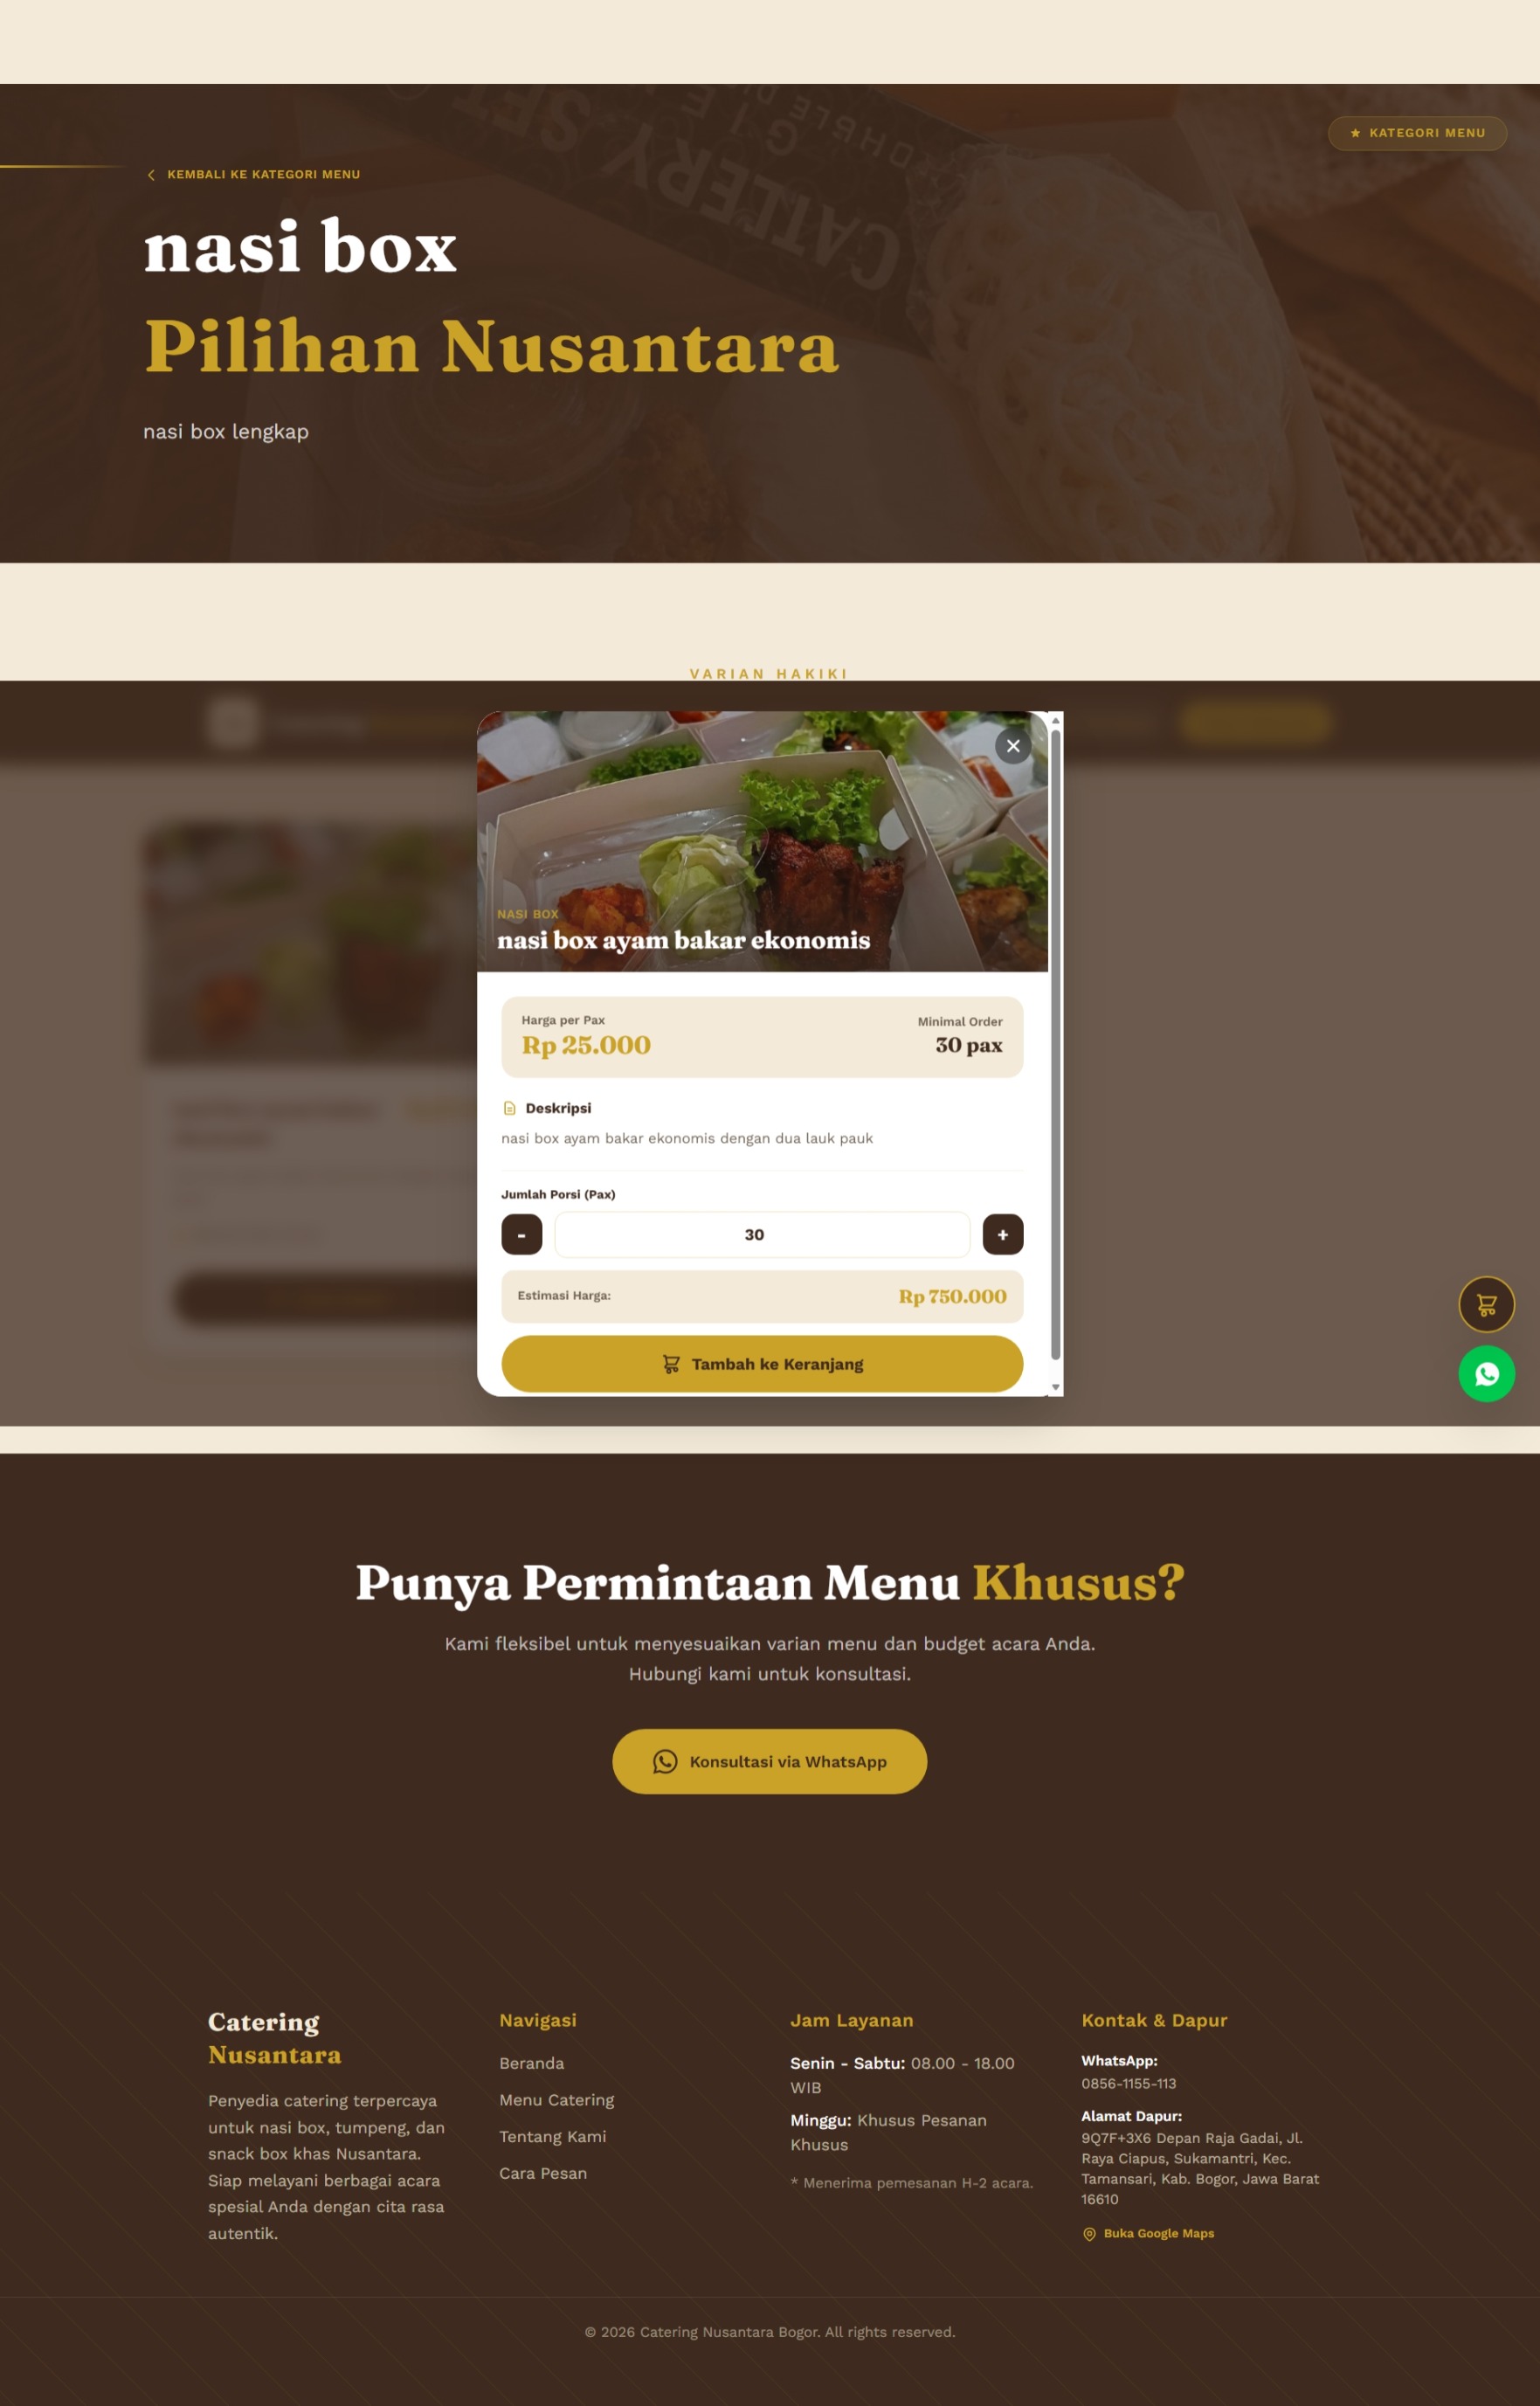 KATEGORI MENU
KEMBALI KE KATEGORI MENU
nasi box
Pilihan Nusantara
nasi box lengkap
VARIAN HAKIKI
NASI BOX
nasi box ayam bakar ekonomis
Harga per Pax
Rp 25.000
Minimal Order
30 pax
Deskripsi
nasi box ayam bakar ekonomis dengan dua lauk pauk
Jumlah Porsi (Pax)
- 30 +
Estimasi Harga: Rp 750.000
Tambah ke Keranjang
Punya Permintaan Menu Khusus?
Kami fleksibel untuk menyesuaikan varian menu dan budget acara Anda.
Hubungi kami untuk konsultasi.
Konsultasi via WhatsApp
Catering
Nusantara
Penyedia catering terpercaya
untuk nasi box, tumpeng, dan
snack box khas Nusantara.
Siap melayani berbagai acara
spesial Anda dengan cita rasa
autentik.
Navigasi
Beranda
Menu Catering
Tentang Kami
Cara Pesan
Jam Layanan
Senin - Sabtu: 08.00 - 18.00
WIB
Minggu: Khusus Pesanan
Khusus
* Menerima pemesanan H-2 acara.
Kontak & Dapur
WhatsApp:
0856-1155-113
Alamat Dapur:
9Q7F+3X6 Depan Raja Gadai, Jl.
Raya Ciapus, Sukamantri, Kec.
Tamansari, Kab. Bogor, Jawa Barat
16610
Buka Google Maps
© 2026 Catering Nusantara Bogor. All rights reserved.